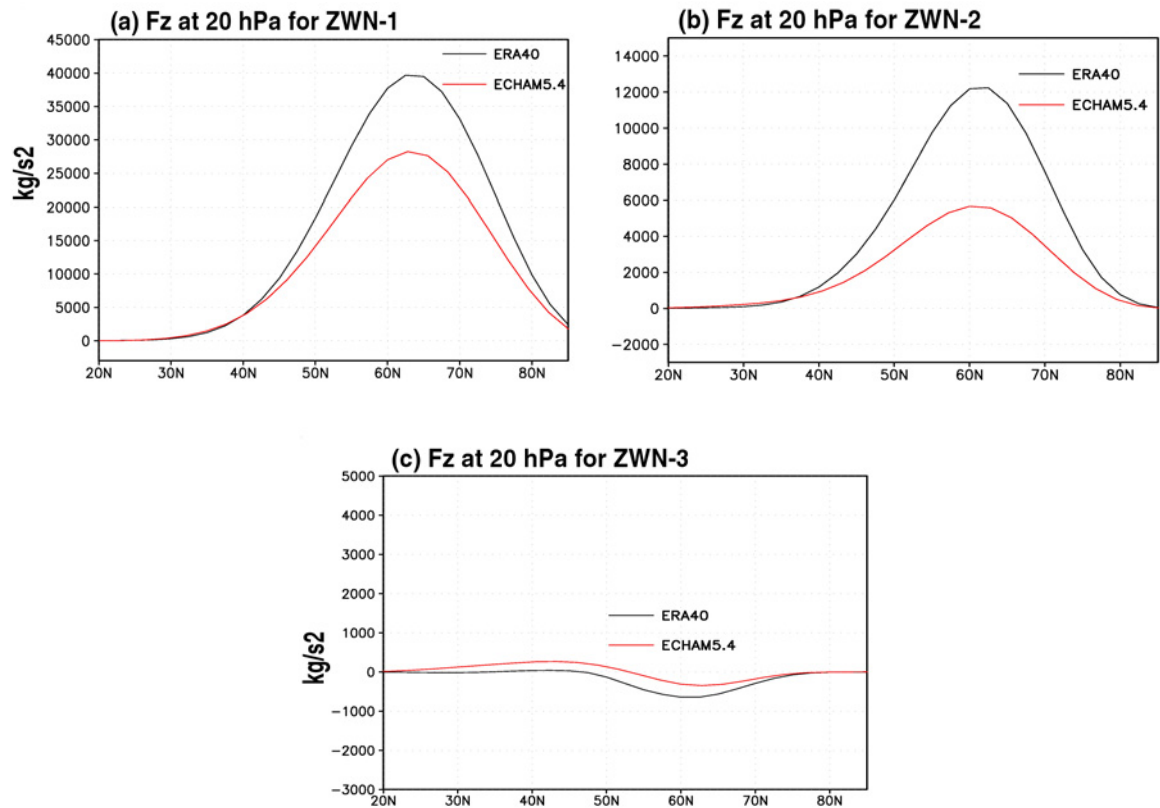 (a) Fz at 20 hPa for ZWN-1
45000
40000
35000
30000
25000
20000
15000
10000
5000
0
kg/s2
ERA40
ECHAM5.4
20N 30N 40N 50N 60N 70N 80N
(b) Fz at 20 hPa for ZWN-2
14000
12000
10000
8000
6000
4000
2000
0
−2000
ERA40
ECHAM5.4
20N 30N 40N 50N 60N 70N 80N
(c) Fz at 20 hPa for ZWN-3
5000
4000
3000
2000
1000
0
−1000
−2000
−3000
kg/s2
ERA40
ECHAM5.4
20N 30N 40N 50N 60N 70N 80N